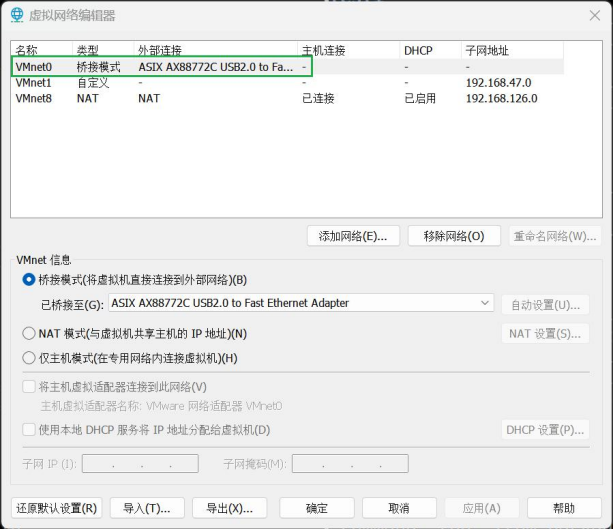 虚拟网络编辑器
名称 类型 外部连接 主机连接 DHCP 子网地址
VMnet0 桥接模式 ASIX AX88772C USB2.0 to Fa... - - -
VMnet1 自定义 - - - 192.168.47.0
VMnet8 NAT NAT 已连接 已启用 192.168.126.0
添加网络(E)... 移除网络(O) 重命名网络(W)...
VMnet 信息
桥接模式(将虚拟机直接连接到外部网络)(B)
已桥接至(G): ASIX AX88772C USB2.0 to Fast Ethernet Adapter 自动设置(U)...
NAT 模式(与虚拟机共享主机的 IP 地址)(N) NAT 设置(S)...
仅主机模式(在专用网络内连接虚拟机)(H)
将主机虚拟适配器连接到此网络(V)
主机虚拟适配器名称: VMware 网络适配器 VMnet0
使用本地 DHCP 服务将 IP 地址分配给虚拟机(D) DHCP 设置(P)...
子网 IP (I): . . . 子网掩码(M): . . .
还原默认设置(R) 导入(T)... 导出(X)... 确定 取消 应用(A) 帮助